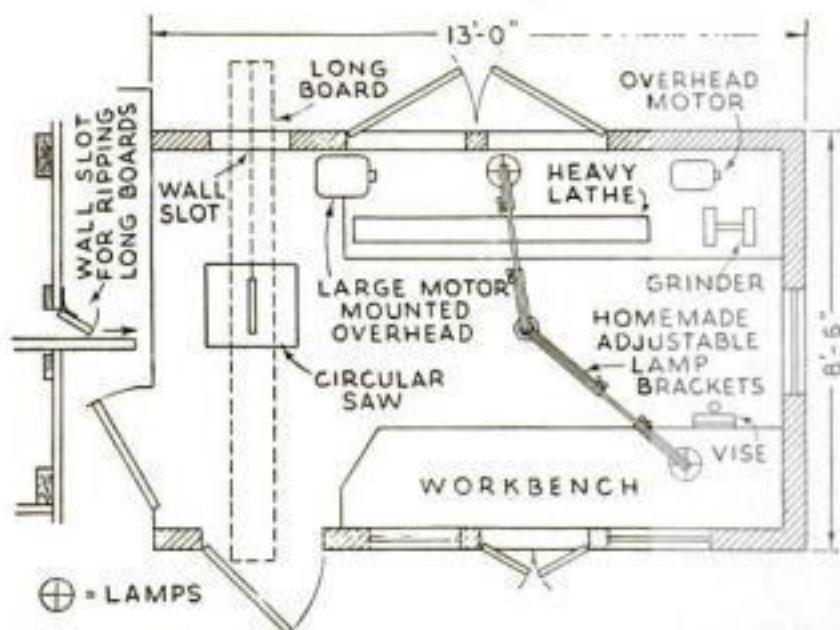 13'-0"
LONG
BOARD
OVERHEAD
MOTOR
WALL SLOT
FOR RIPPING
LONG BOARDS
WALL
SLOT
HEAVY
LATHE
GRINDER
LARGE MOTOR
MOUNTED
OVERHEAD
HOMEMADE
ADJUSTABLE
LAMP
BRACKETS
8'-6"
CIRCULAR
SAW
VISE
WORKBENCH
= LAMPS